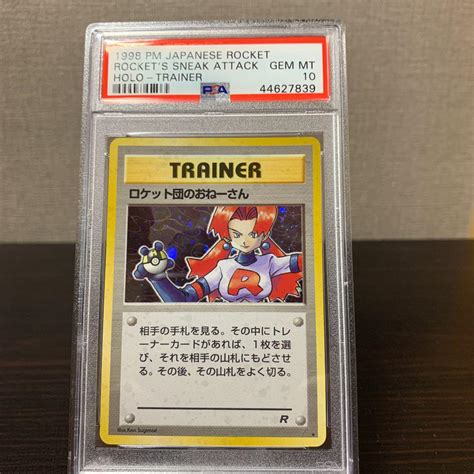 1998 PM JAPANESE ROCKET
ROCKET'S SNEAK ATTACK GEM MT
HOLO-TRAINER 10
PSA 44627839
TRAINER
ロケット団のおねーさん
R
相手の手札を見る。その中にトレ
ーナーカードがあれば、1枚を選
び、それを相手の山札にもどさせ
る。その後、その山札をよく切る。
Illus.Ken Sugimori
R